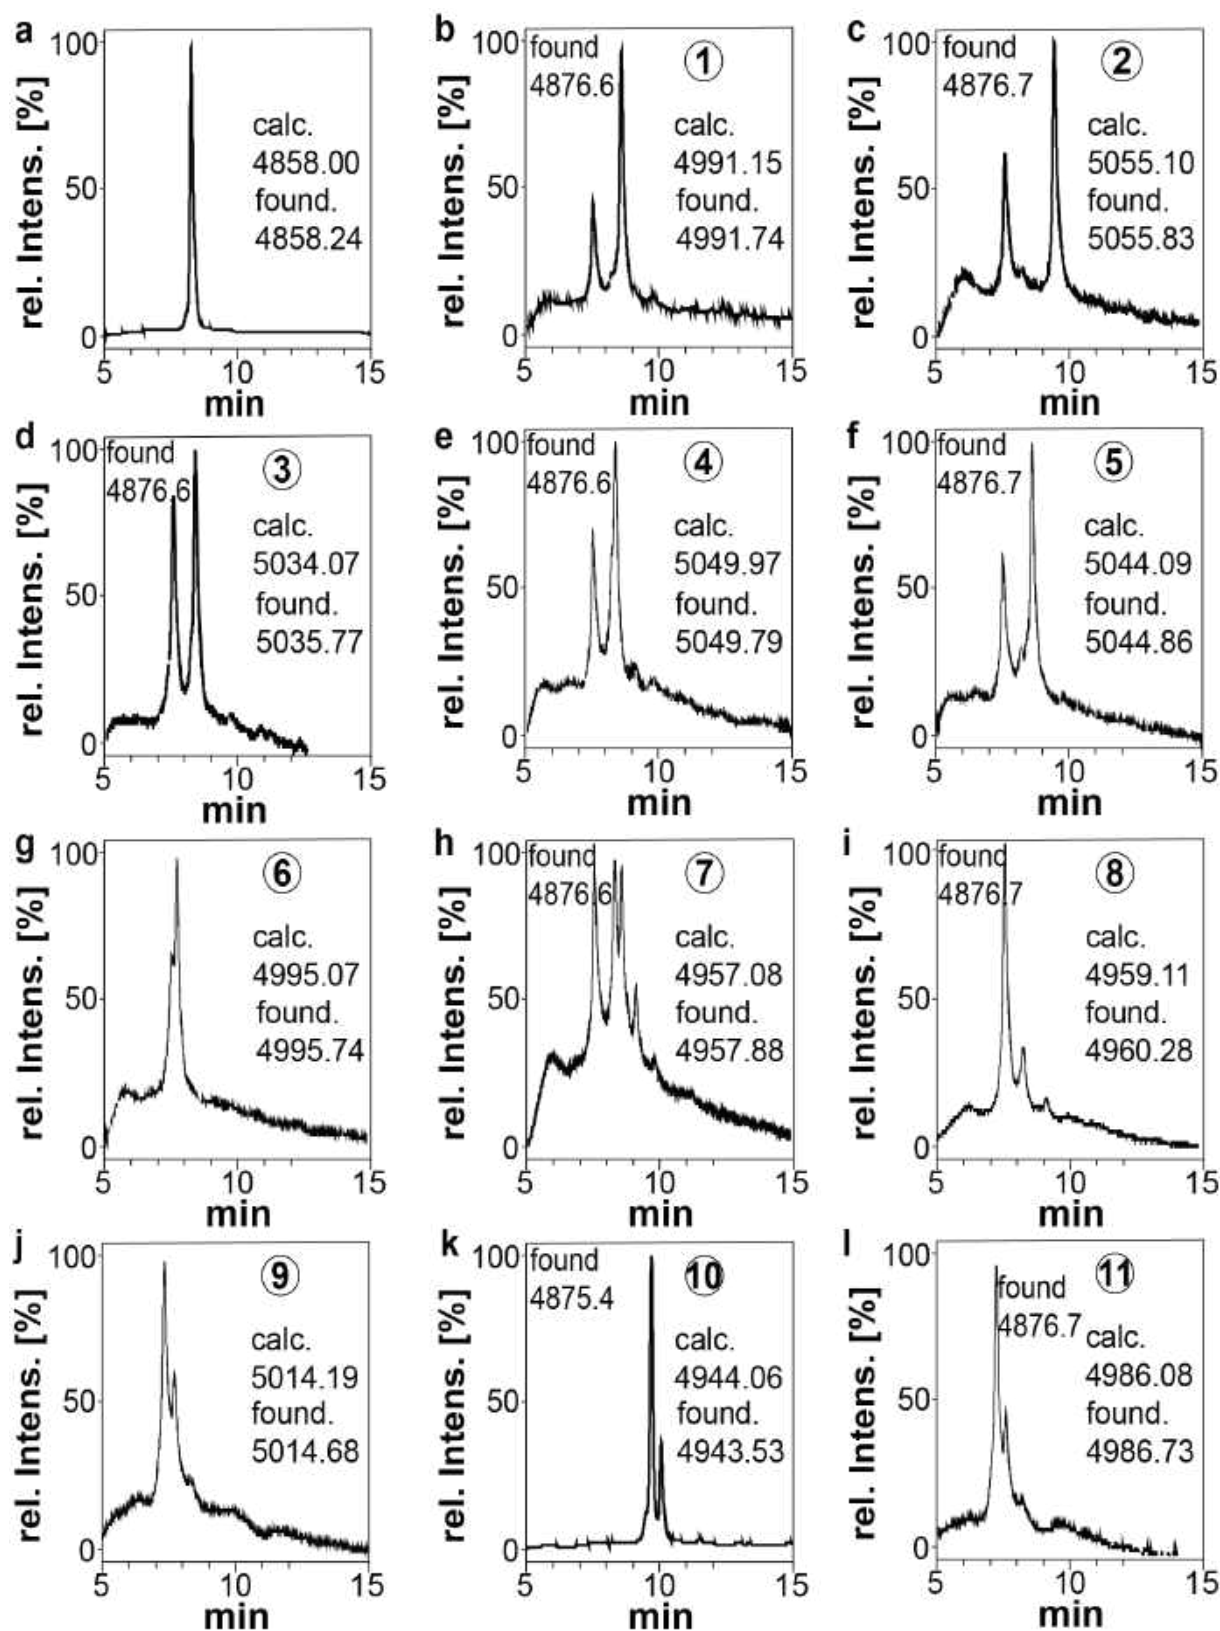 a
100
50
0
rel. Intens. [%]
calc.
4858.00
found.
4858.24
5 10 15
min
b
100
50
0
rel. Intens. [%]
found
4876.6
1
calc.
4991.15
found.
4991.74
5 10 15
min
c
100
50
0
rel. Intens. [%]
found
4876.7
2
calc.
5055.10
found.
5055.83
5 10 15
min
d
100
50
0
rel. Intens. [%]
found
4876.6
3
calc.
5034.07
found.
5035.77
5 10 15
min
e
100
50
0
rel. Intens. [%]
found
4876.6
4
calc.
5049.97
found.
5049.79
5 10 15
min
f
100
50
0
rel. Intens. [%]
found
4876.7
5
calc.
5044.09
found.
5044.86
5 10 15
min
g
100
50
0
rel. Intens. [%]
6
calc.
4995.07
found.
4995.74
5 10 15
min
h
100
50
0
rel. Intens. [%]
found
4876.6
7
calc.
4957.08
found.
4957.88
5 10 15
min
i
100
50
0
rel. Intens. [%]
found
4876.7
8
calc.
4959.11
found.
4960.28
5 10 15
min
j
100
50
0
rel. Intens. [%]
9
calc.
5014.19
found.
5014.68
5 10 15
min
k
100
50
0
rel. Intens. [%]
found
4875.4
10
calc.
4944.06
found.
4943.53
5 10 15
min
l
100
50
0
rel. Intens. [%]
found
4876.7
11
calc.
4986.08
found.
4986.73
5 10 15
min